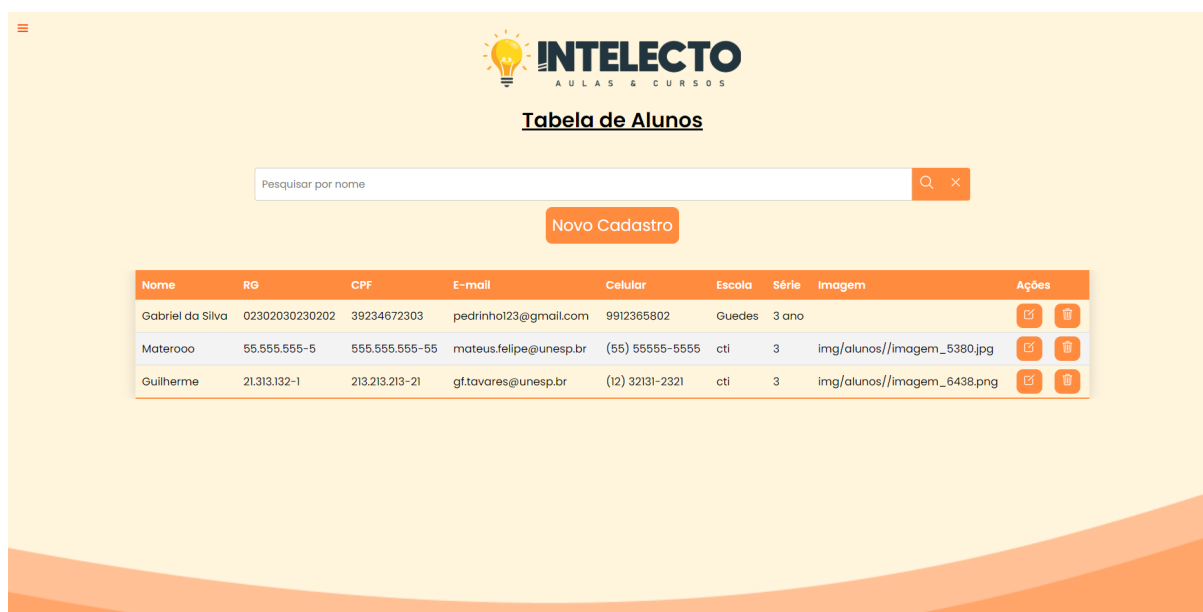 INTELECTO
AULAS & CURSOS
Tabela de Alunos
Pesquisar por nome
Novo Cadastro
Nome RG CPF E-mail Celular Escola Série Imagem Ações
Gabriel da Silva 02302030230202 39234672303 pedrinho123@gmail.com 9912365802 Guedes 3 ano
Materooo 55.555.555-5 555.555.555-55 mateus.felipe@unesp.br (55) 55555-5555 cti 3 img/alunos//imagem_5380.jpg
Guilherme 21.313.132-1 213.213.213-21 gf.tavares@unesp.br (12) 32131-2321 cti 3 img/alunos//imagem_6438.png